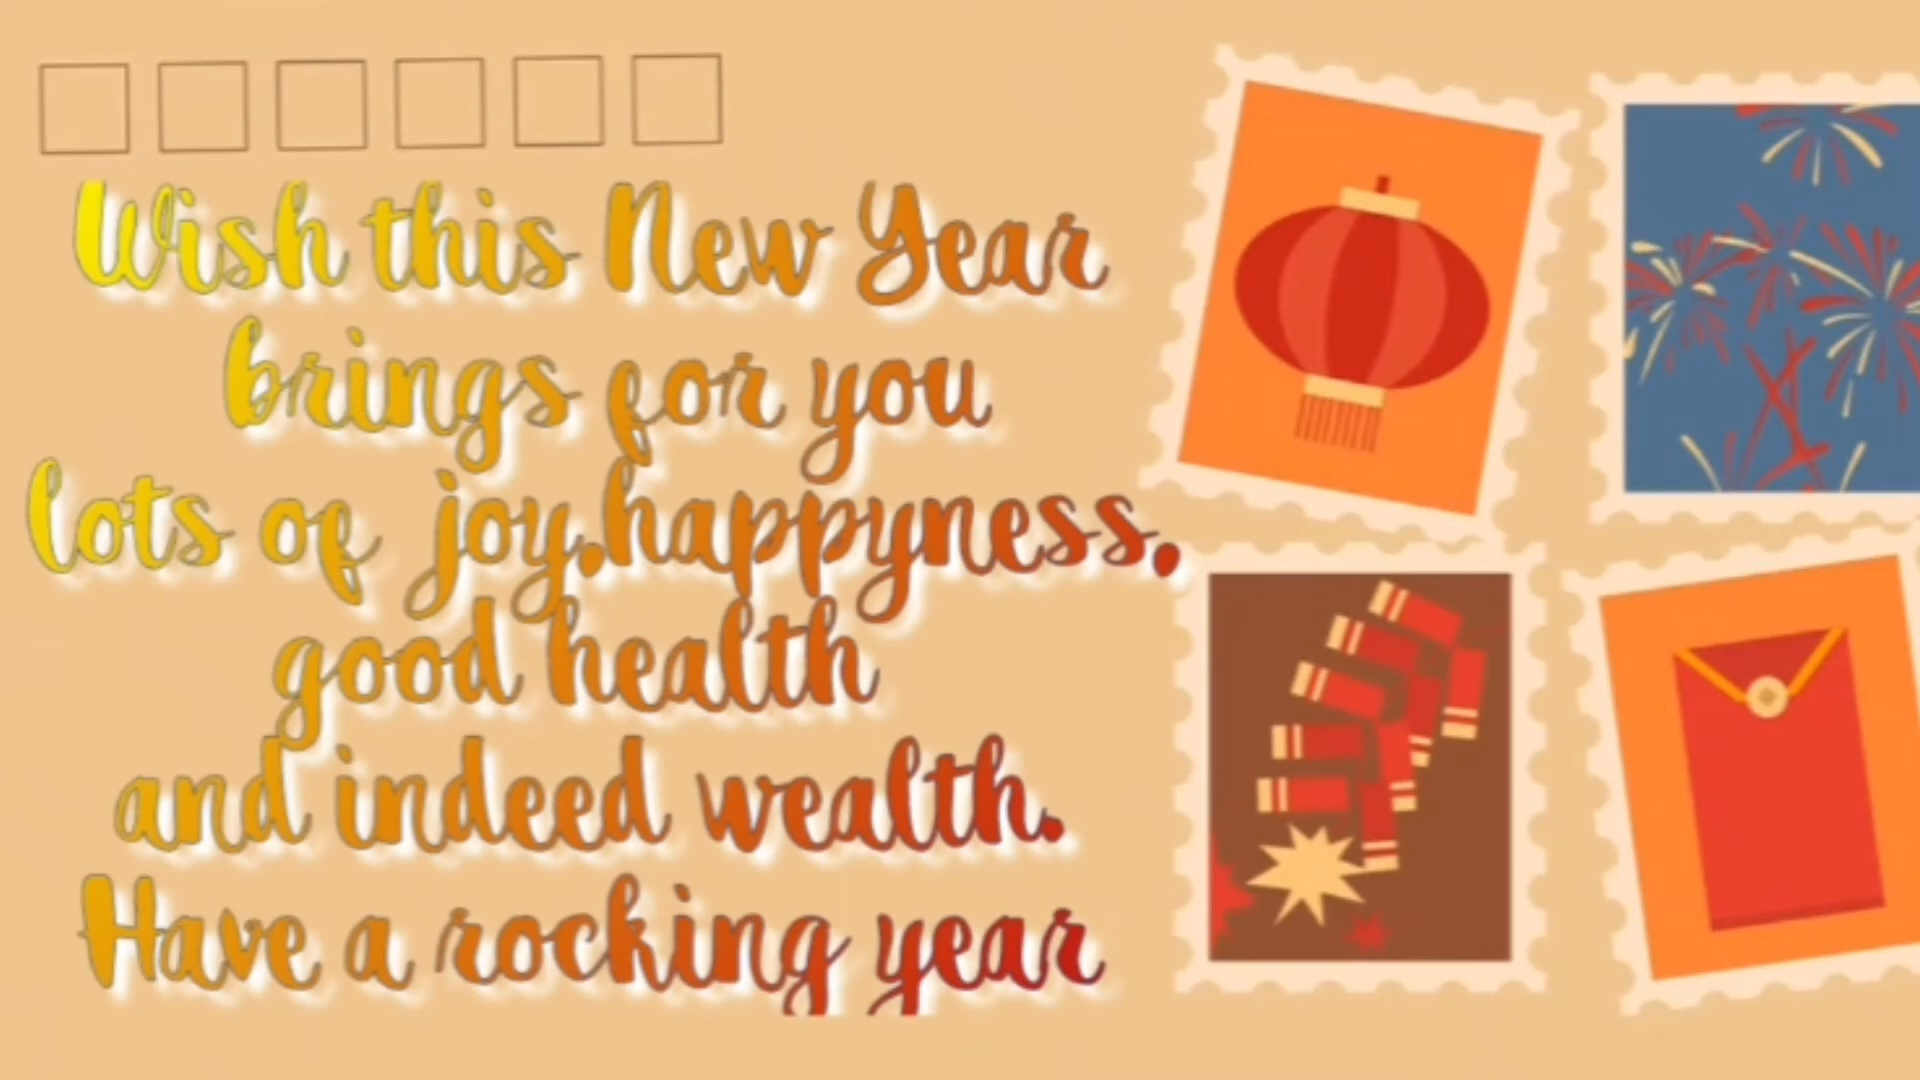 Wish this New Year
brings for you
lots of joy,happyness,
good health
and indeed wealth.
Have a rocking year